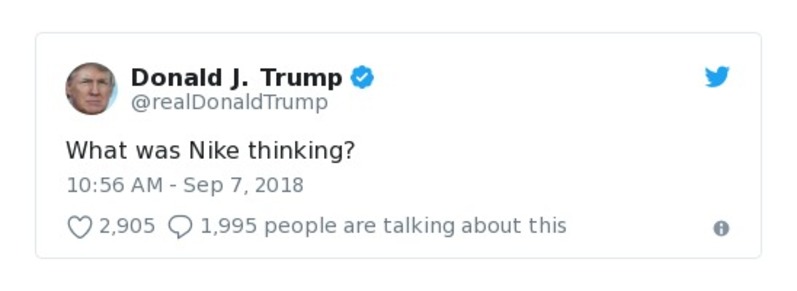 Donald J. Trump
@realDonaldTrump
What was Nike thinking?
10:56 AM - Sep 7, 2018
2,905 1,995 people are talking about this